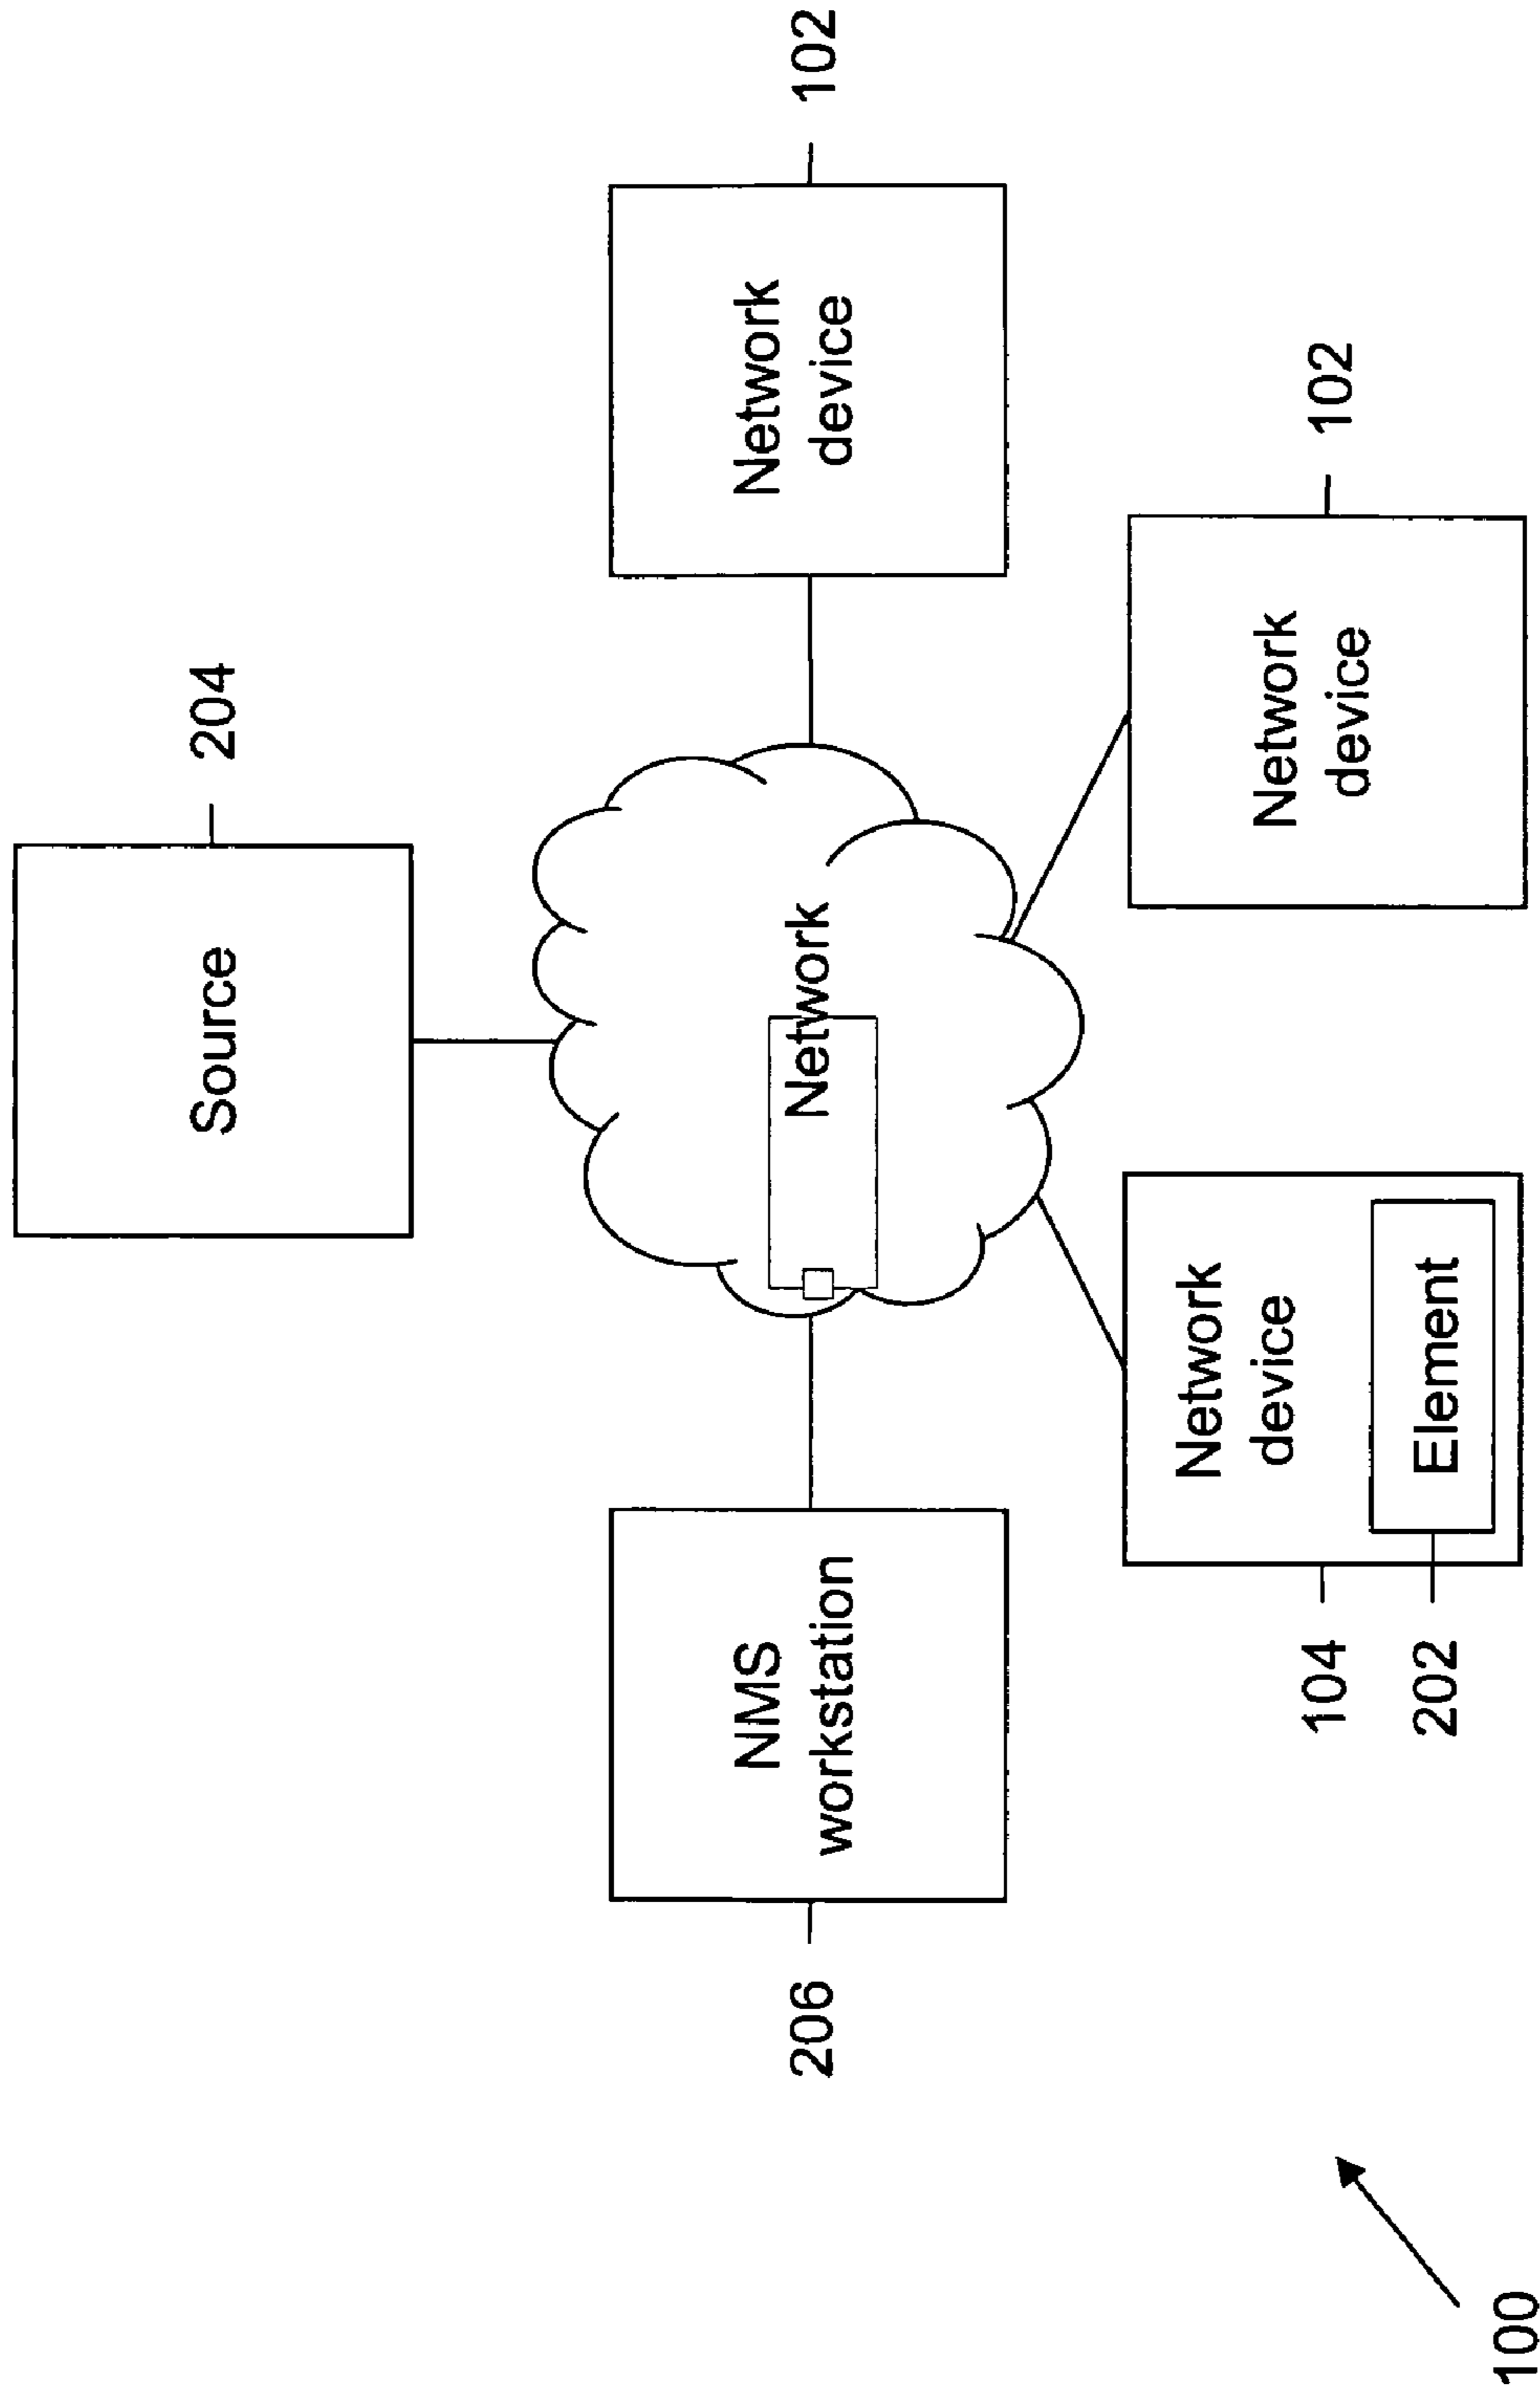 Source
204
NMS
workstation
206
Network
Network
device
102
Network
device
Element
104
202
Network
device
102
100